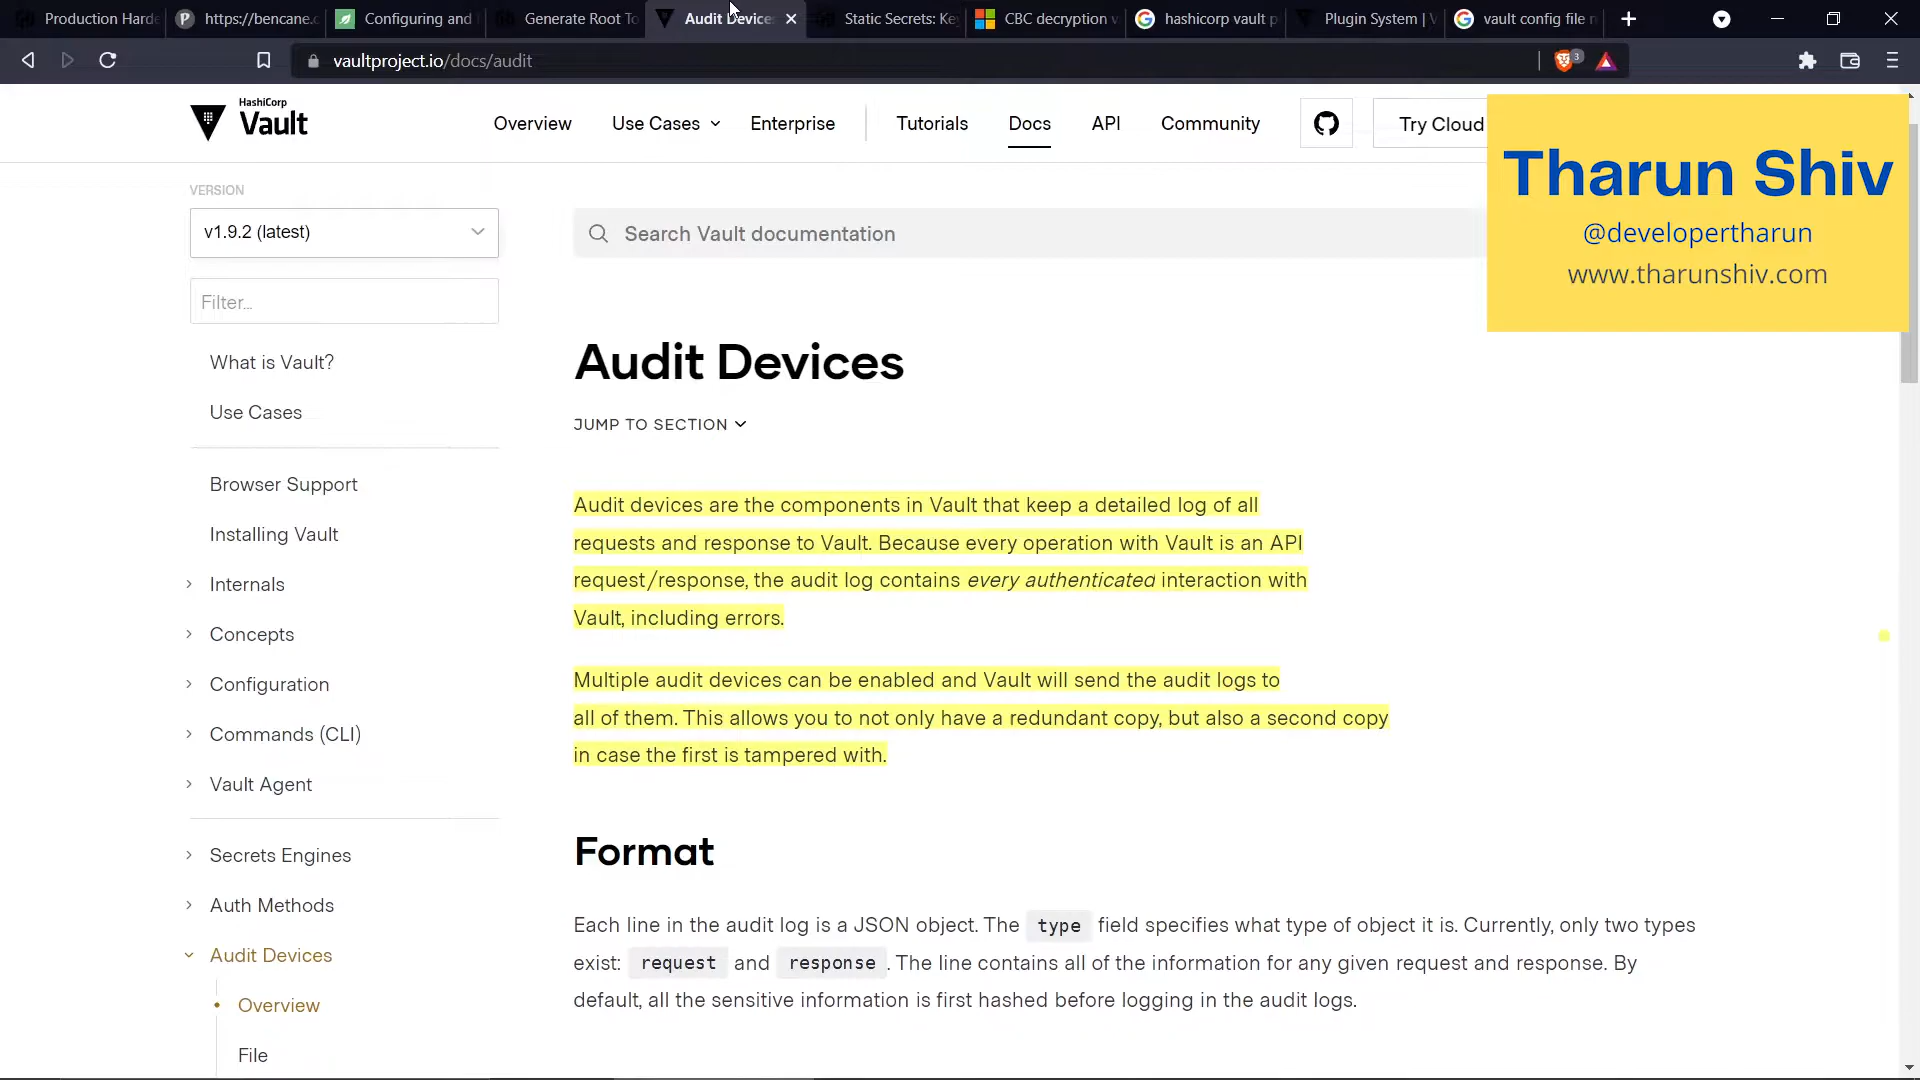 Production Harde
https://bencane.c
Configuring and
Generate Root To
Audit Devices
Static Secrets: Ke
CBC decryption v
hashicorp vault p
Plugin System | V
vault config file n
vaultproject.io/docs/audit
3
HashiCorp
Vault
Overview
Use Cases
Enterprise
Tutorials
Docs
API
Community
Try Cloud
Tharun Shiv
@developertharun
www.tharunshiv.com
VERSION
v1.9.2 (latest)
Search Vault documentation
Filter...
What is Vault?
Use Cases
Browser Support
Installing Vault
Internals
Concepts
Configuration
Commands (CLI)
Vault Agent
Secrets Engines
Auth Methods
Audit Devices
Overview
File
Audit Devices
JUMP TO SECTION
Audit devices are the components in Vault that keep a detailed log of all
requests and response to Vault. Because every operation with Vault is an API
request/response, the audit log contains every authenticated interaction with
Vault, including errors.
Multiple audit devices can be enabled and Vault will send the audit logs to
all of them. This allows you to not only have a redundant copy, but also a second copy
in case the first is tampered with.
Format
Each line in the audit log is a JSON object. The type field specifies what type of object it is. Currently, only two types
exist: request and response. The line contains all of the information for any given request and response. By
default, all the sensitive information is first hashed before logging in the audit logs.